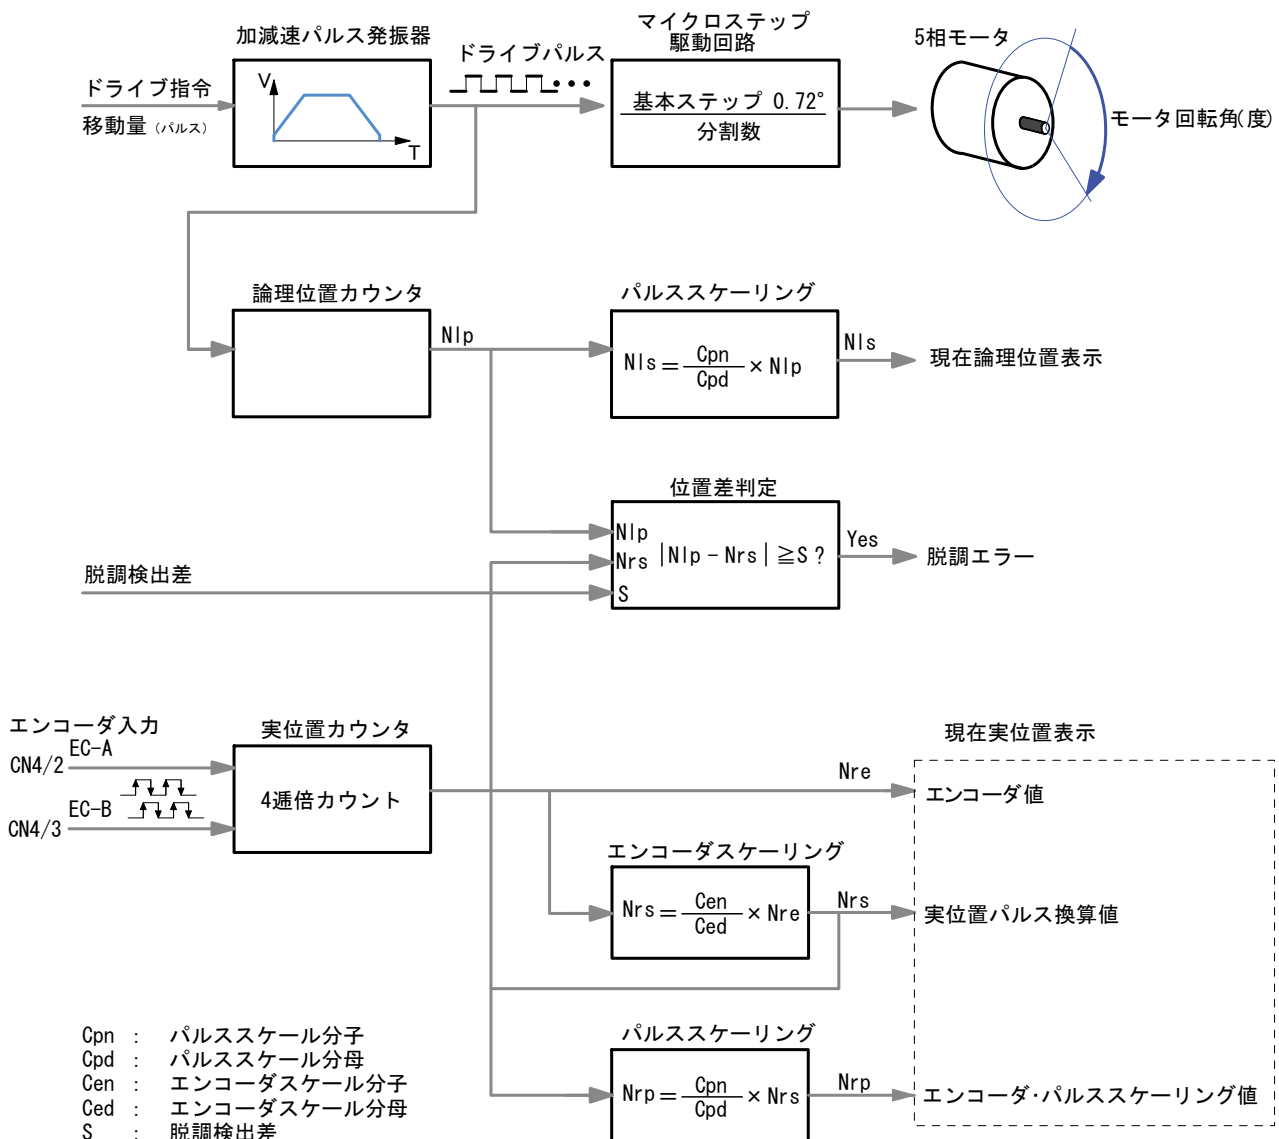 加減速パルス発振器
マイクロステップ
駆動回路
ドライブパルス
5相モータ
ドライブ指令
移動量 (パルス)
V
T
基本ステップ 0.72°
分割数
モータ回転角(度)
論理位置カウンタ
パルススケーリング
Nlp
Nls = Cpn/Cpd × Nlp
Nls
現在論理位置表示
位置差判定
Nlp
Nrs
S
|Nlp - Nrs| ≧S ?
Yes
脱調エラー
脱調検出差
エンコーダ入力
CN4/2
EC-A
CN4/3
EC-B
実位置カウンタ
4逓倍カウント
現在実位置表示
Nre
エンコーダ値
エンコーダスケーリング
Nrs = Cen/Ced × Nre
Nrs
実位置パルス換算値
パルススケーリング
Nrp = Cpn/Cpd × Nrs
Nrp
エンコーダ・パルススケーリング値
Cpn : パルススケール分子
Cpd : パルススケール分母
Cen : エンコーダスケール分子
Ced : エンコーダスケール分母
S : 脱調検出差